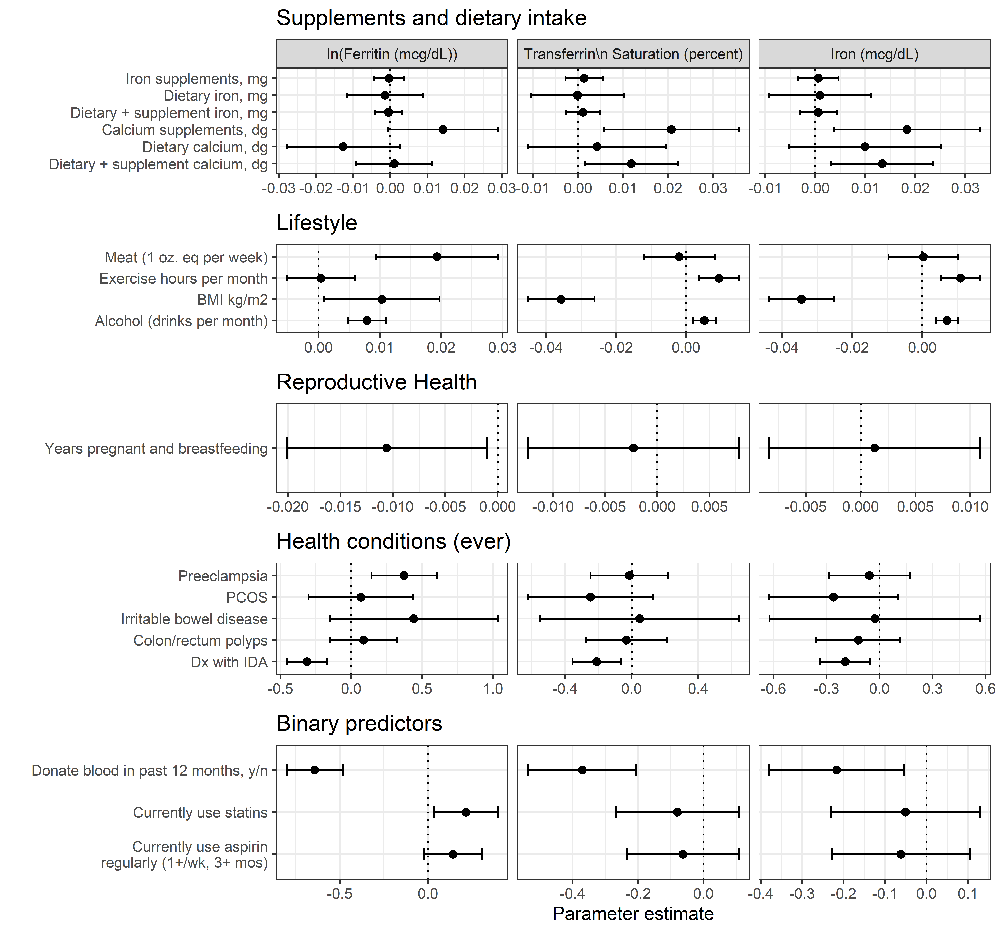 Supplements and dietary intake
ln(Ferritin (mcg/dL))
Transferrin\n Saturation (percent)
Iron (mcg/dL)
Iron supplements, mg
Dietary iron, mg
Dietary + supplement iron, mg
Calcium supplements, dg
Dietary calcium, dg
Dietary + supplement calcium, dg
-0.03 -0.02 -0.01 0.00 0.01 0.02 0.03
-0.01 0.00 0.01 0.02 0.03
-0.01 0.00 0.01 0.02 0.03
Lifestyle
Meat (1 oz. eq per week)
Exercise hours per month
BMI kg/m2
Alcohol (drinks per month)
0.00 0.01 0.02 0.03
-0.04 -0.02 0.00
-0.04 -0.02 0.00
Reproductive Health
Years pregnant and breastfeeding
-0.020 -0.015 -0.010 -0.005 0.000
-0.010 -0.005 0.000 0.005
-0.005 0.000 0.005 0.010
Health conditions (ever)
Preeclampsia
PCOS
Irritable bowel disease
Colon/rectum polyps
Dx with IDA
-0.5 0.0 0.5 1.0
-0.4 0.0 0.4
-0.6 -0.3 0.0 0.3 0.6
Binary predictors
Donate blood in past 12 months, y/n
Currently use statins
Currently use aspirin
regularly (1+/wk, 3+ mos)
-0.5 0.0
-0.4 -0.2 0.0
-0.4 -0.3 -0.2 -0.1 0.0 0.1
Parameter estimate